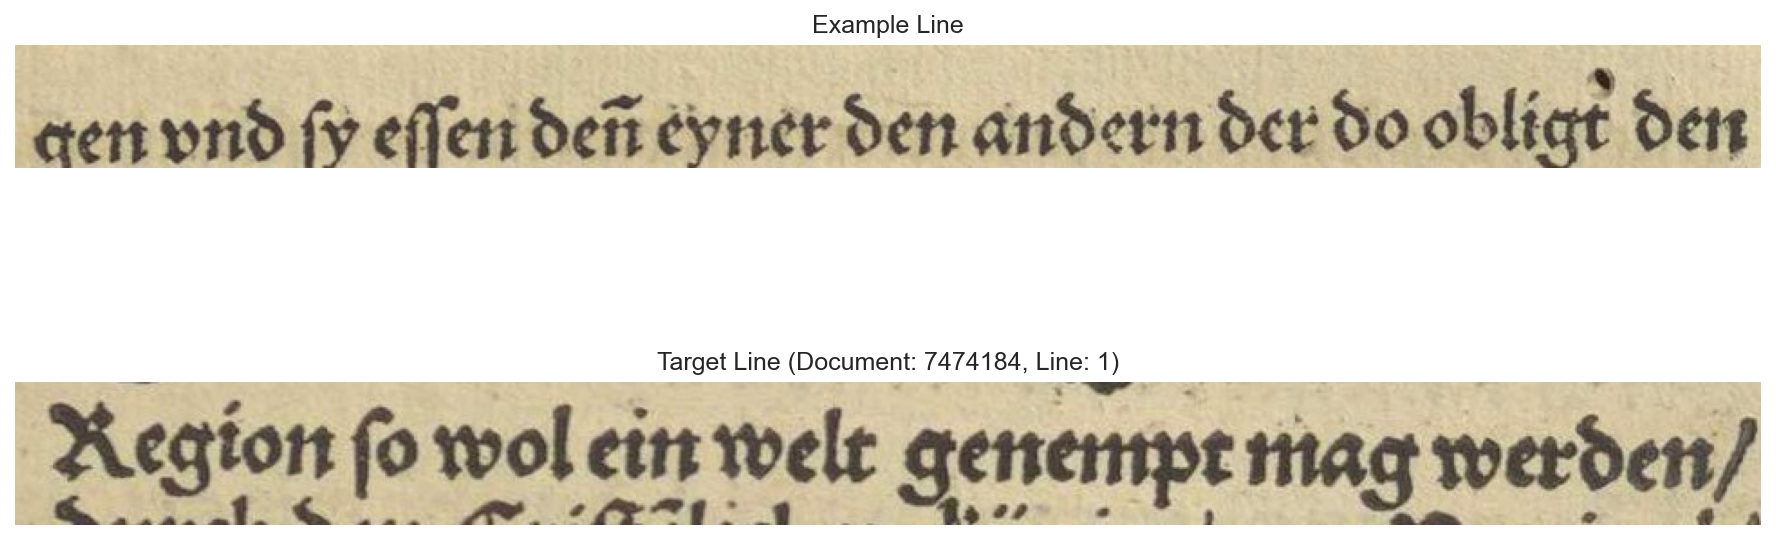 Example Line
gen vnd ſy eſſen den̄ eyner den andern der do obligt den
Target Line (Document: 7474184, Line: 1)
Region ſo wol ein welt genempt mag werden/